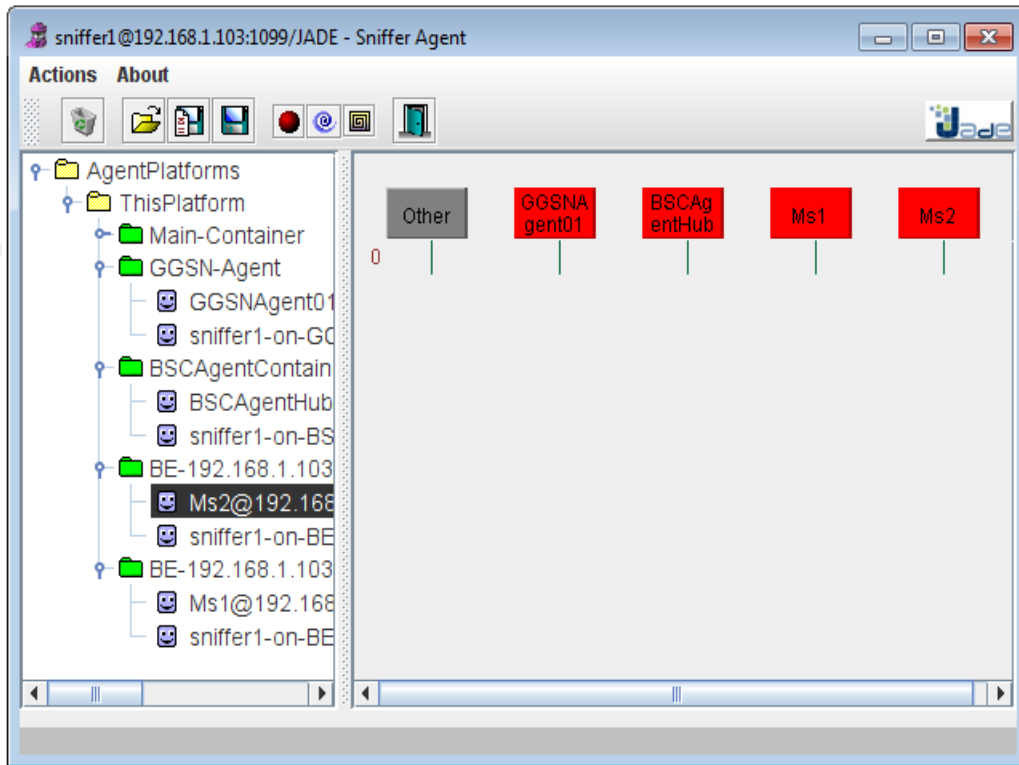 sniffer1@192.168.1.103:1099/JADE - Sniffer Agent
Actions About
Jade
AgentPlatforms
ThisPlatform
Main-Container
GGSN-Agent
GGSNAgent01
sniffer1-on-GG
BSCAgentContain
BSCAgentHub
sniffer1-on-BS
BE-192.168.1.103
Ms2@192.168
sniffer1-on-BE
BE-192.168.1.103
Ms1@192.168
sniffer1-on-BE
Other
GGSNA
gent01
BSCAg
entHub
Ms1
Ms2
0